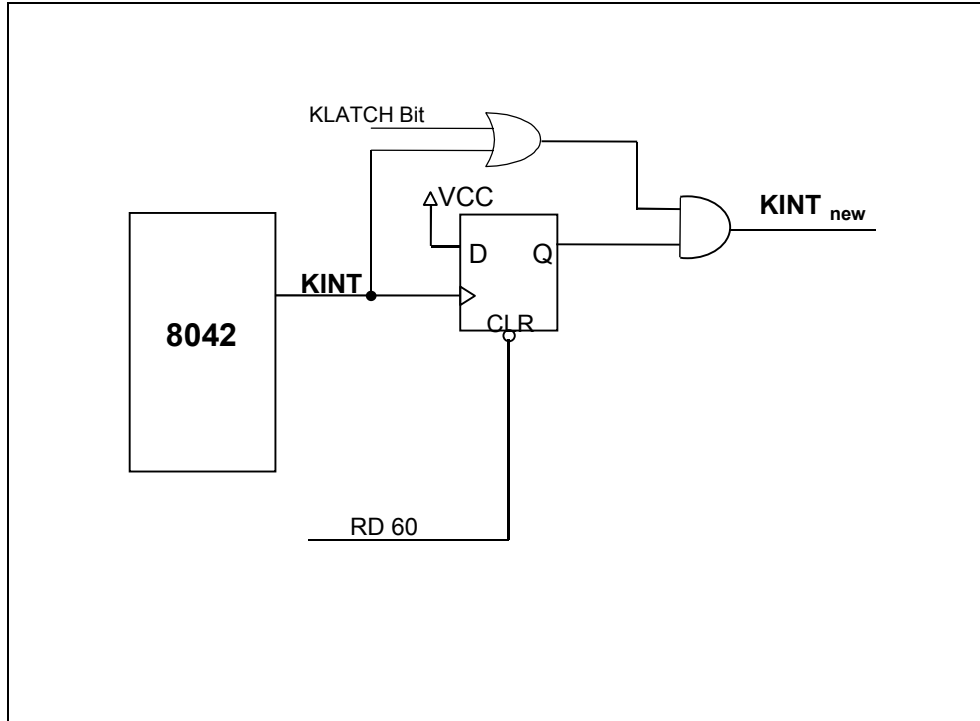 KLATCH Bit
VCC
KINT new
D Q
KINT
CLR
8042
RD 60